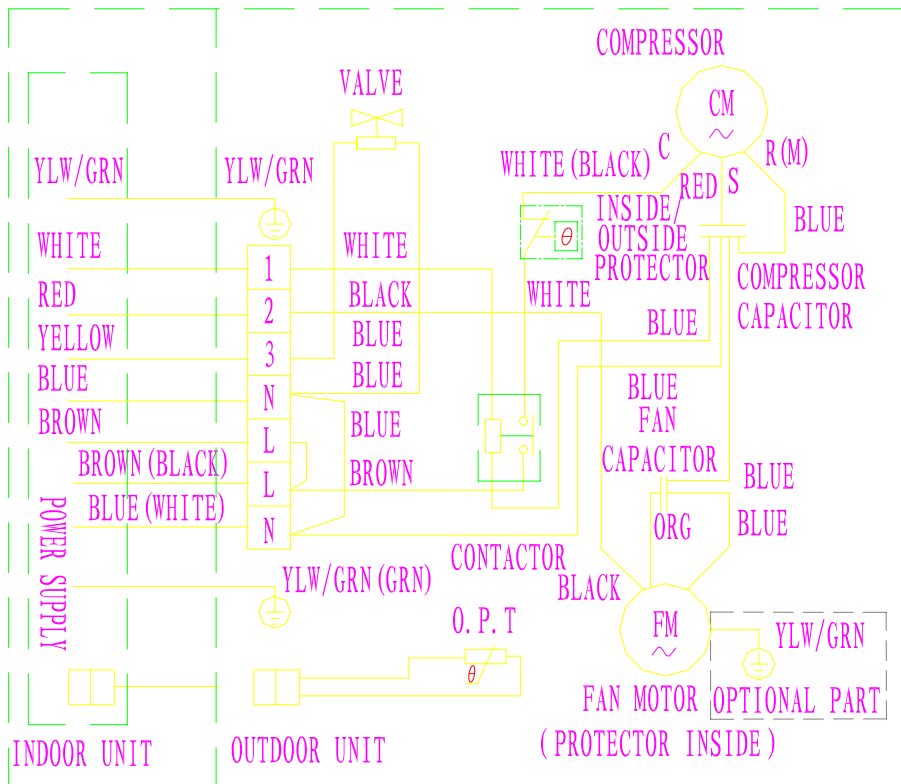 COMPRESSOR
VALVE
CM
C
R(M)
YLW/GRN
YLW/GRN
WHITE(BLACK)
RED
S
INSIDE/
OUTSIDE
PROTECTOR
θ
BLUE
WHITE
1
WHITE
COMPRESSOR
CAPACITOR
RED
2
BLACK
WHITE
YELLOW
3
BLUE
BLUE
BLUE
N
BLUE
BLUE
FAN
CAPACITOR
BROWN
L
BLUE
BROWN(BLACK)
L
BROWN
BLUE
BLUE(WHITE)
N
ORG
BLUE
POWER SUPPLY
CONTACTOR
YLW/GRN(GRN)
BLACK
O.P.T
θ
FM
YLW/GRN
FAN MOTOR
OPTIONAL PART
(PROTECTOR INSIDE)
INDOOR UNIT
OUTDOOR UNIT